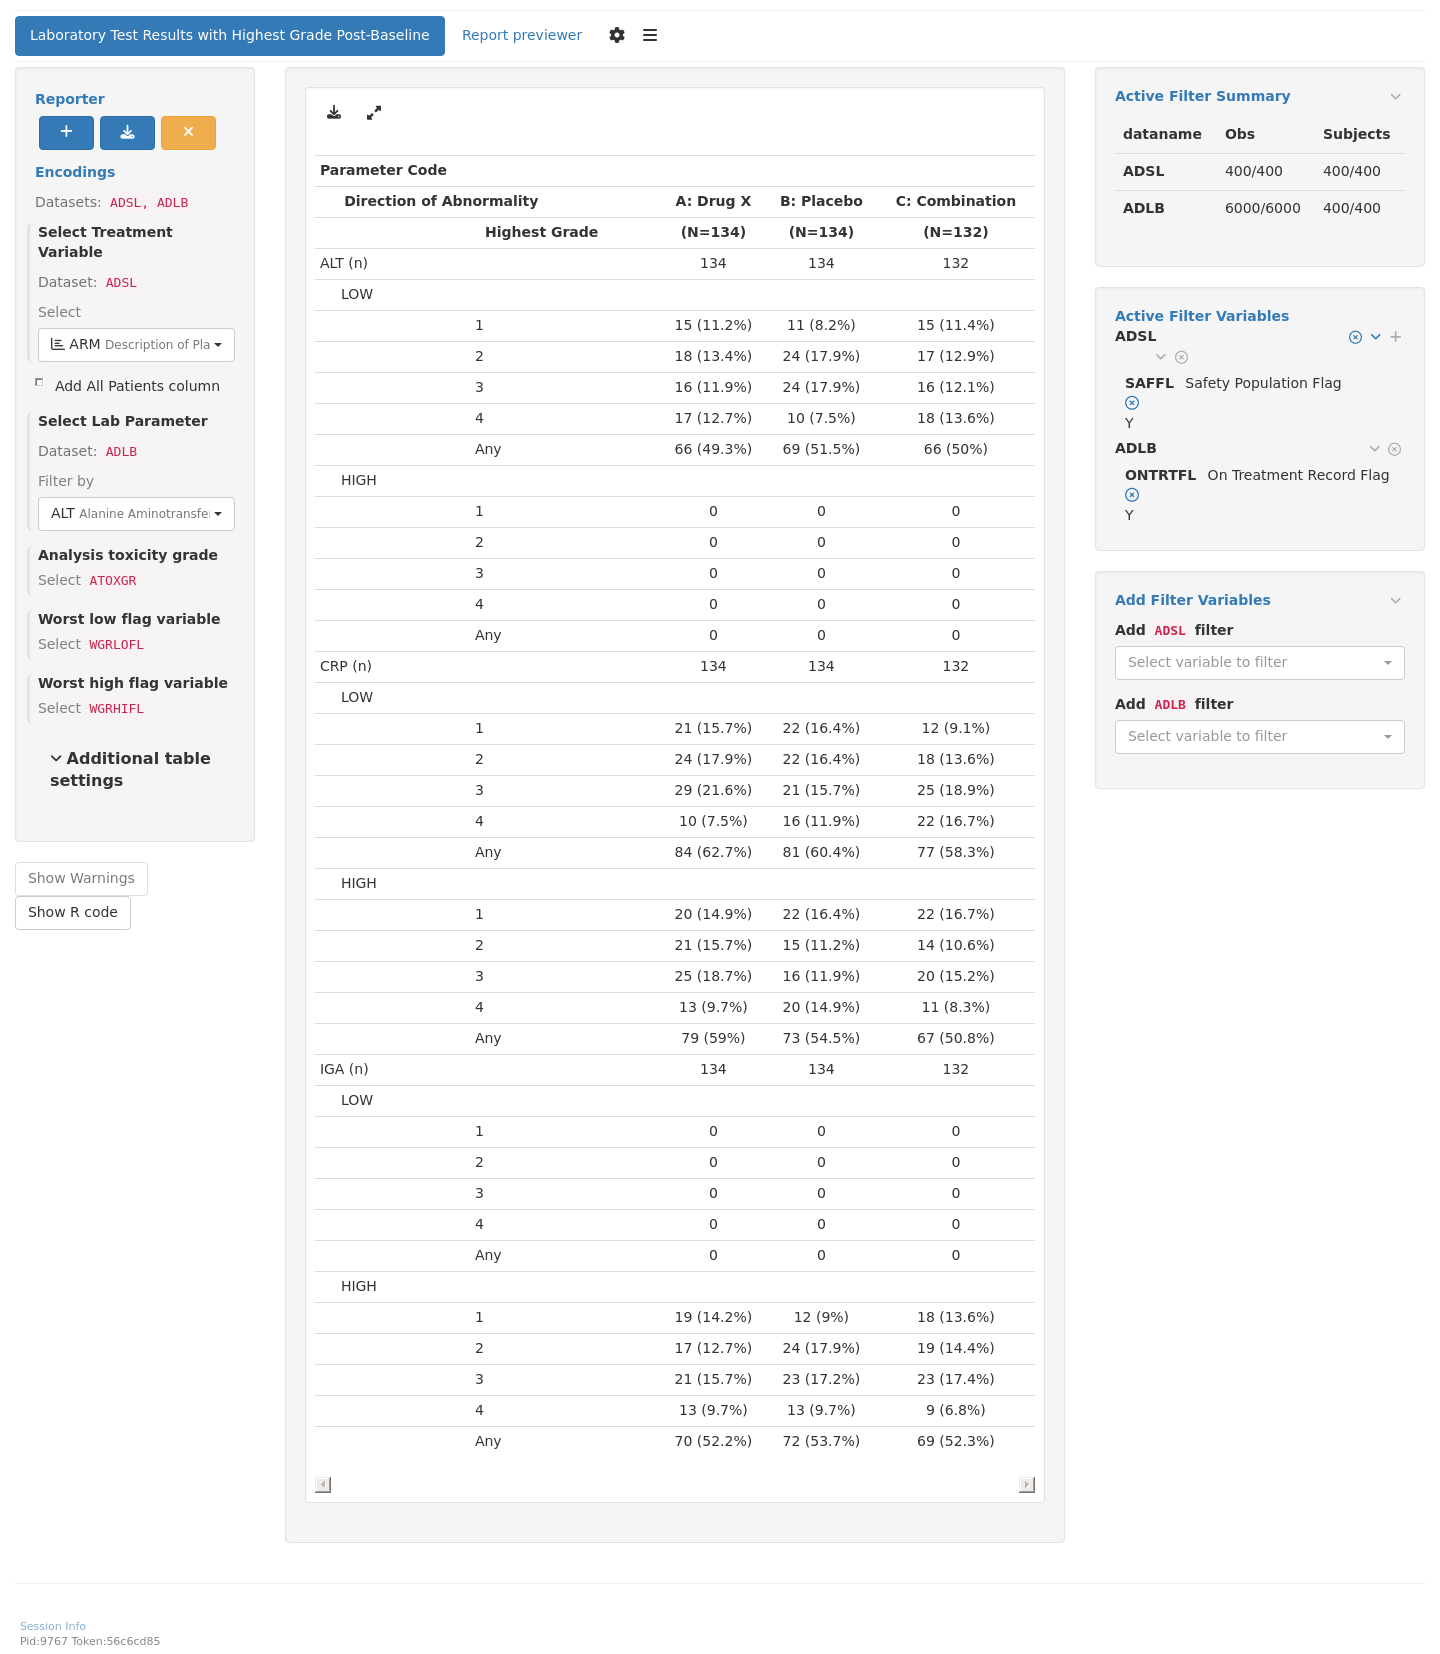 Laboratory Test Results with Highest Grade Post-Baseline Report previewer
Reporter
Encodings
Datasets: ADSL, ADLB
Select Treatment
Variable
Dataset: ADSL
Select
ARM Description of Pla
Add All Patients column
Select Lab Parameter
Dataset: ADLB
Filter by
ALT Alanine Aminotransfe
Analysis toxicity grade
Select ATOXGR
Worst low flag variable
Select WGRLOFL
Worst high flag variable
Select WGRHIFL
Additional table
settings
Show Warnings
Show R code
Parameter Code
Direction of Abnormality A: Drug X B: Placebo C: Combination
Highest Grade (N=134) (N=134) (N=132)
ALT (n) 134 134 132
LOW
1 15 (11.2%) 11 (8.2%) 15 (11.4%)
2 18 (13.4%) 24 (17.9%) 17 (12.9%)
3 16 (11.9%) 24 (17.9%) 16 (12.1%)
4 17 (12.7%) 10 (7.5%) 18 (13.6%)
Any 66 (49.3%) 69 (51.5%) 66 (50%)
HIGH
1 0 0 0
2 0 0 0
3 0 0 0
4 0 0 0
Any 0 0 0
CRP (n) 134 134 132
LOW
1 21 (15.7%) 22 (16.4%) 12 (9.1%)
2 24 (17.9%) 22 (16.4%) 18 (13.6%)
3 29 (21.6%) 21 (15.7%) 25 (18.9%)
4 10 (7.5%) 16 (11.9%) 22 (16.7%)
Any 84 (62.7%) 81 (60.4%) 77 (58.3%)
HIGH
1 20 (14.9%) 22 (16.4%) 22 (16.7%)
2 21 (15.7%) 15 (11.2%) 14 (10.6%)
3 25 (18.7%) 16 (11.9%) 20 (15.2%)
4 13 (9.7%) 20 (14.9%) 11 (8.3%)
Any 79 (59%) 73 (54.5%) 67 (50.8%)
IGA (n) 134 134 132
LOW
1 0 0 0
2 0 0 0
3 0 0 0
4 0 0 0
Any 0 0 0
HIGH
1 19 (14.2%) 12 (9%) 18 (13.6%)
2 17 (12.7%) 24 (17.9%) 19 (14.4%)
3 21 (15.7%) 23 (17.2%) 23 (17.4%)
4 13 (9.7%) 13 (9.7%) 9 (6.8%)
Any 70 (52.2%) 72 (53.7%) 69 (52.3%)
Active Filter Summary
dataname Obs Subjects
ADSL 400/400 400/400
ADLB 6000/6000 400/400
Active Filter Variables
ADSL
SAFFL Safety Population Flag
Y
ADLB
ONTRTFL On Treatment Record Flag
Y
Add Filter Variables
Add ADSL filter
Select variable to filter
Add ADLB filter
Select variable to filter
Session Info
Pid:9767 Token:56c6cd85